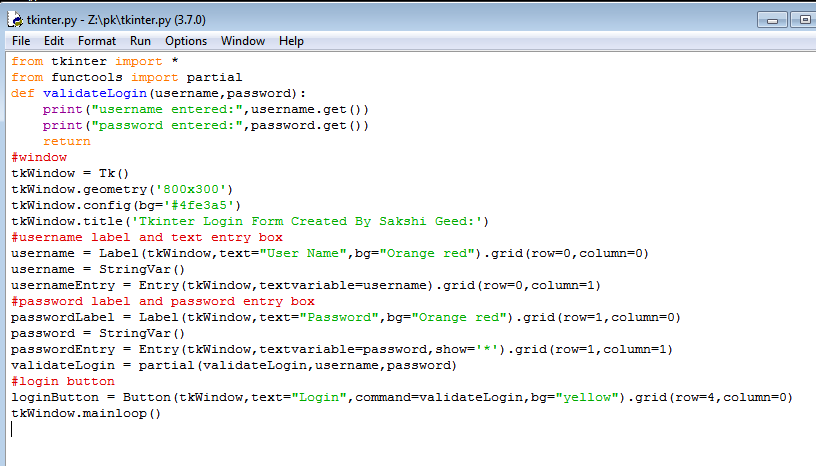 tkinter.py - Z:\pk\tkinter.py (3.7.0)
File Edit Format Run Options Window Help
from tkinter import *
from functools import partial
def validateLogin(username,password):
    print("username entered:",username.get())
    print("password entered:",password.get())
    return
#window
tkWindow = Tk()
tkWindow.geometry('800x300')
tkWindow.config(bg='#4fe3a5')
tkWindow.title('Tkinter Login Form Created By Sakshi Geed:')
#username label and text entry box
username = Label(tkWindow,text="User Name",bg="Orange red").grid(row=0,column=0)
username = StringVar()
usernameEntry = Entry(tkWindow,textvariable=username).grid(row=0,column=1)
#password label and password entry box
passwordLabel = Label(tkWindow,text="Password",bg="Orange red").grid(row=1,column=0)
password = StringVar()
passwordEntry = Entry(tkWindow,textvariable=password,show='*').grid(row=1,column=1)
validateLogin = partial(validateLogin,username,password)
#login button
loginButton = Button(tkWindow,text="Login",command=validateLogin,bg="yellow").grid(row=4,column=0)
tkWindow.mainloop()